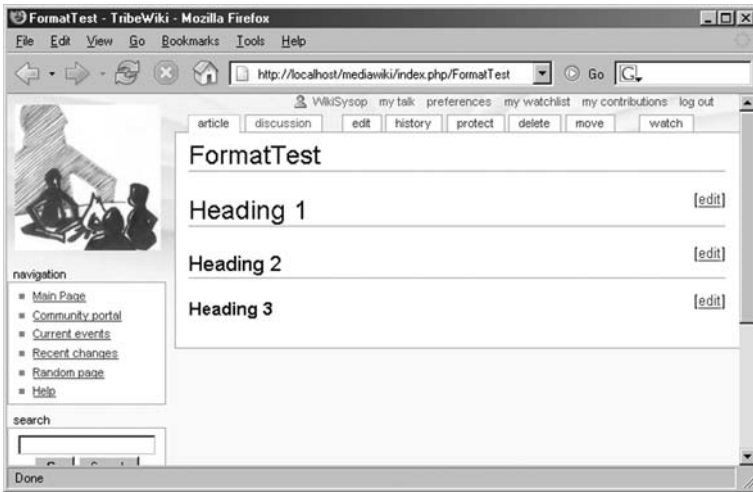 FormatTest - TribeWiki - Mozilla Firefox
File Edit View Go Bookmarks Tools Help
http://localhost/mediawiki/index.php/FormatTest Go G
WikiSysop my talk preferences my watchlist my contributions log out
article discussion edit history protect delete move watch
FormatTest
Heading 1 [edit]
Heading 2 [edit]
Heading 3 [edit]
navigation
Main Page
Community portal
Current events
Recent changes
Random page
Help
search
Done